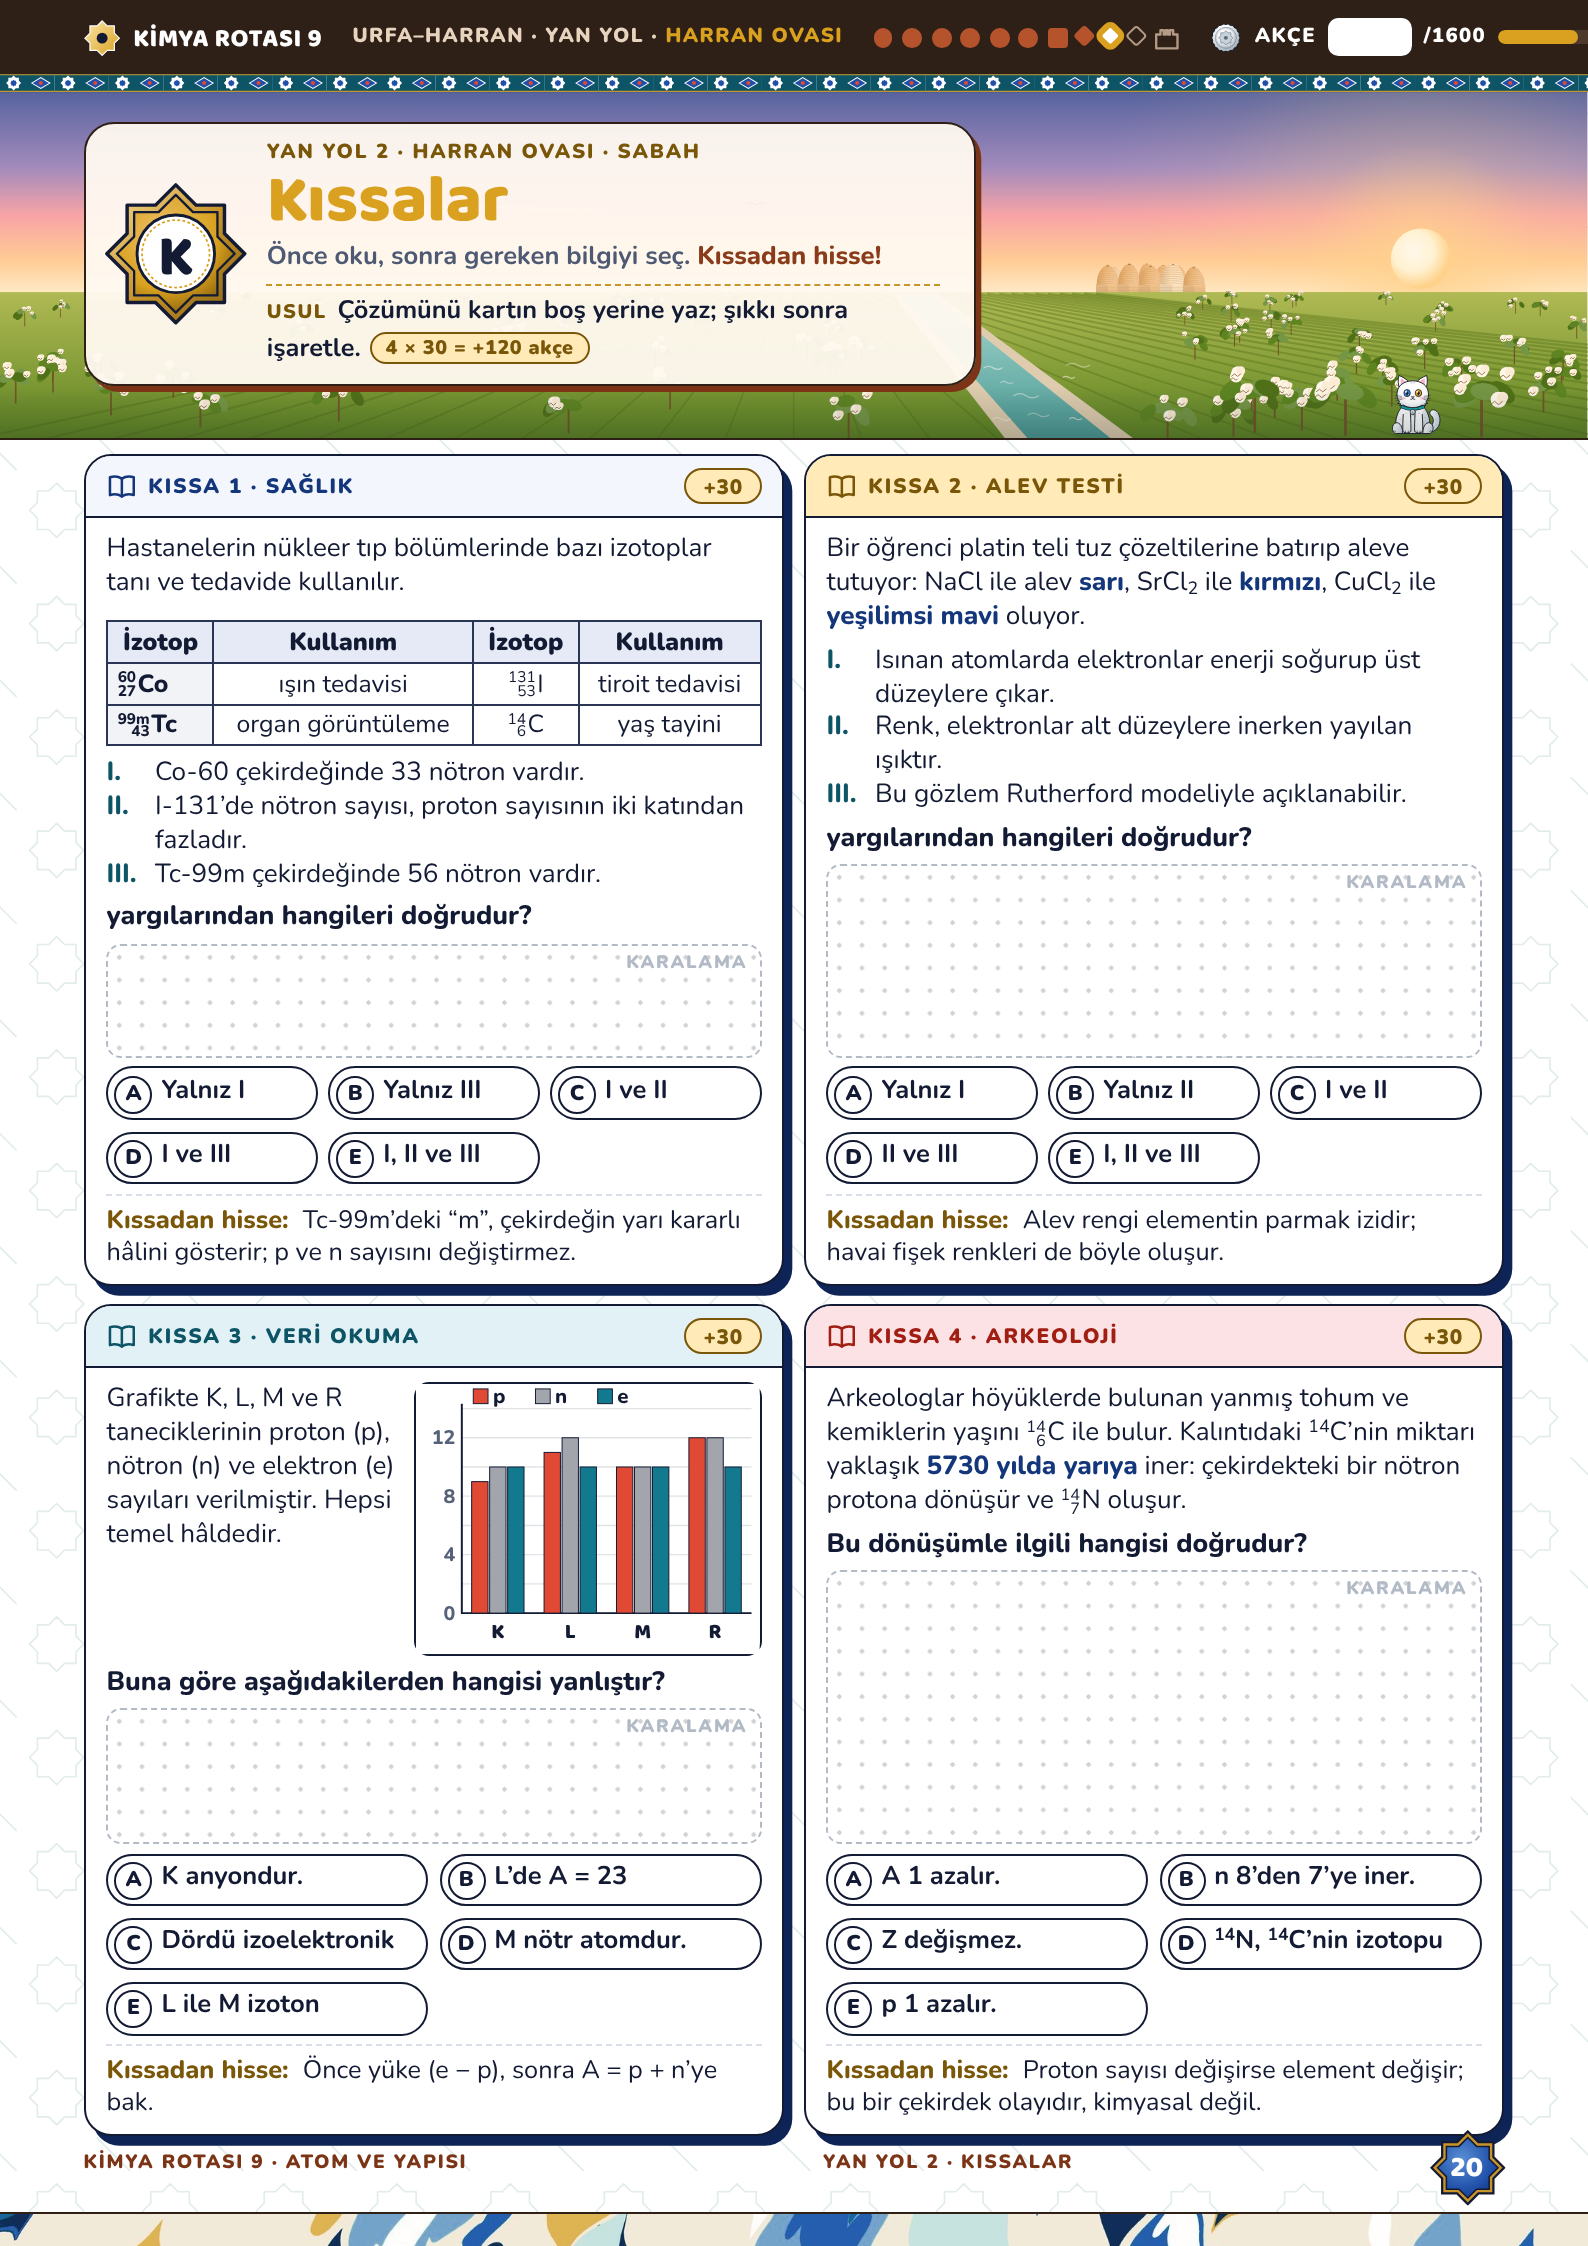 KİMYA ROTASI 9 URFA–HARRAN · YAN YOL · HARRAN OVASI AKÇE /1600
YAN YOL 2 · HARRAN OVASI · SABAH
K
Kıssalar
Önce oku, sonra gereken bilgiyi seç. Kıssadan hisse!
USUL Çözümünü kartın boş yerine yaz; şıkkı sonra
işaretle. 4 × 30 = +120 akçe
KISSA 1 · SAĞLIK +30
Hastanelerin nükleer tıp bölümlerinde bazı izotoplar
tanı ve tedavide kullanılır.
İzotop Kullanım İzotop Kullanım
⁶⁰₂₇Co ışın tedavisi ¹³¹₅₃I tiroit tedavisi
⁹⁹ᵐ₄₃Tc organ görüntüleme ¹⁴₆C yaş tayini
I. Co-60 çekirdeğinde 33 nötron vardır.
II. I-131’de nötron sayısı, proton sayısının iki katından
fazladır.
III. Tc-99m çekirdeğinde 56 nötron vardır.
yargılarından hangileri doğrudur?
KARALAMA
A Yalnız I B Yalnız III C I ve II
D I ve III E I, II ve III
Kıssadan hisse: Tc-99m’deki “m”, çekirdeğin yarı kararlı
hâlini gösterir; p ve n sayısını değiştirmez.
KISSA 2 · ALEV TESTİ +30
Bir öğrenci platin teli tuz çözeltilerine batırıp aleve
tutuyor: NaCl ile alev sarı, SrCl₂ ile kırmızı, CuCl₂ ile
yeşilimsi mavi oluyor.
I. Isınan atomlarda elektronlar enerji soğurup üst
düzeylere çıkar.
II. Renk, elektronlar alt düzeylere inerken yayılan
ışıktır.
III. Bu gözlem Rutherford modeliyle açıklanabilir.
yargılarından hangileri doğrudur?
KARALAMA
A Yalnız I B Yalnız II C I ve II
D II ve III E I, II ve III
Kıssadan hisse: Alev rengi elementin parmak izidir;
havai fişek renkleri de böyle oluşur.
KISSA 3 · VERİ OKUMA +30
Grafikte K, L, M ve R
taneciklerinin proton (p),
nötron (n) ve elektron (e)
sayıları verilmiştir. Hepsi
temel hâldedir.
p n e
12
8
4
0
K L M R
Buna göre aşağıdakilerden hangisi yanlıştır?
KARALAMA
A K anyondur. B L’de A = 23
C Dördü izoelektronik D M nötr atomdur.
E L ile M izoton
Kıssadan hisse: Önce yüke (e − p), sonra A = p + n’ye
bak.
KISSA 4 · ARKEOLOJİ +30
Arkeologlar höyüklerde bulunan yanmış tohum ve
kemiklerin yaşını ¹⁴₆C ile bulur. Kalıntıdaki ¹⁴C’nin miktarı
yaklaşık 5730 yılda yarıya iner: çekirdekteki bir nötron
protona dönüşür ve ¹⁴₇N oluşur.
Bu dönüşümle ilgili hangisi doğrudur?
KARALAMA
A A 1 azalır. B n 8’den 7’ye iner.
C Z değişmez. D ¹⁴N, ¹⁴C’nin izotopu
E p 1 azalır.
Kıssadan hisse: Proton sayısı değişirse element değişir;
bu bir çekirdek olayıdır, kimyasal değil.
KİMYA ROTASI 9 · ATOM VE YAPISI YAN YOL 2 · KISSALAR 20